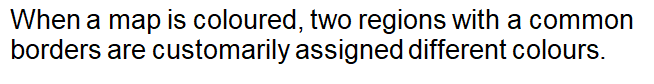 When a map is coloured, two regions with a common
borders are customarily assigned different colours.